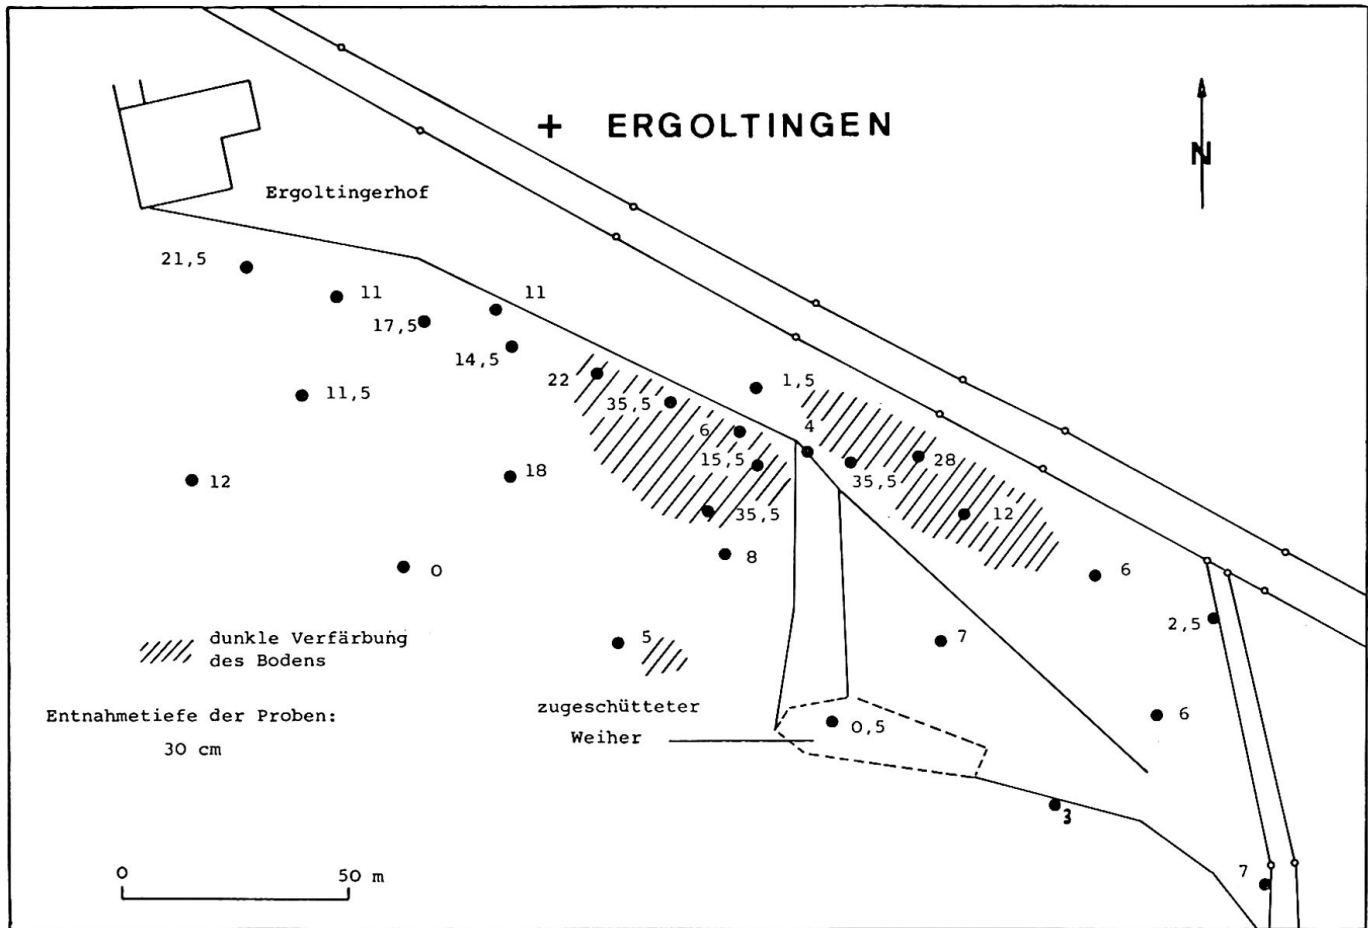 + ERGOLTINGEN
N
Ergoltingerhof
21,5
11
11
17,5
14,5
22
1,5
11,5
35,5
4
6
15,5
28
18
35,5
12
35,5
12
8
0
6
2,5
dunkle Verfärbung
des Bodens
5
7
Entnahmetiefe der Proben:
30 cm
zugeschütteter
Weiher
0,5
6
3
0
50 m
7